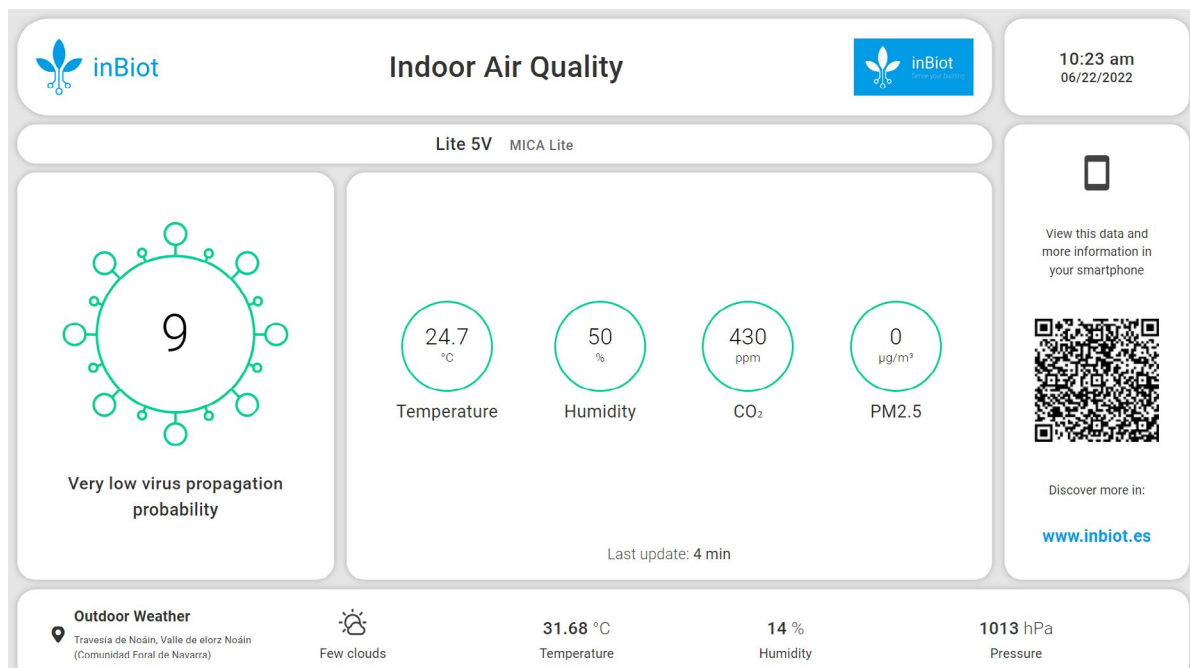 inBiot
Indoor Air Quality
inBiot
Sense your building
10:23 am
06/22/2022
Lite 5V MICA Lite
9
Very low virus propagation
probability
24.7
°C
Temperature
50
%
Humidity
430
ppm
CO₂
0
µg/m³
PM2.5
Last update: 4 min
View this data and
more information in
your smartphone
Discover more in:
www.inbiot.es
Outdoor Weather
Travesía de Noáin, Valle de elorz Noáin
(Comunidad Foral de Navarra)
Few clouds
31.68 °C
Temperature
14 %
Humidity
1013 hPa
Pressure